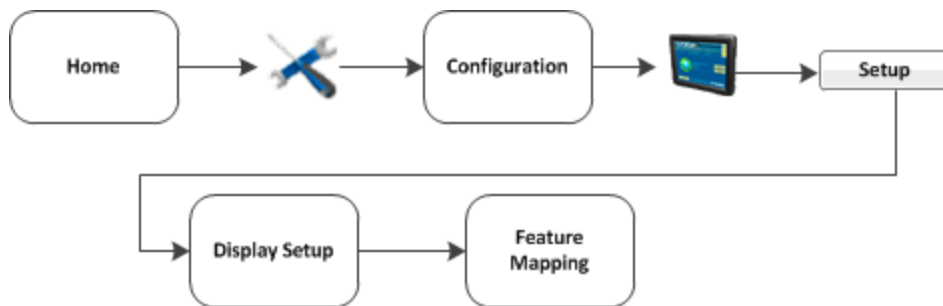 Home
Configuration
Setup
Display Setup
Feature
Mapping